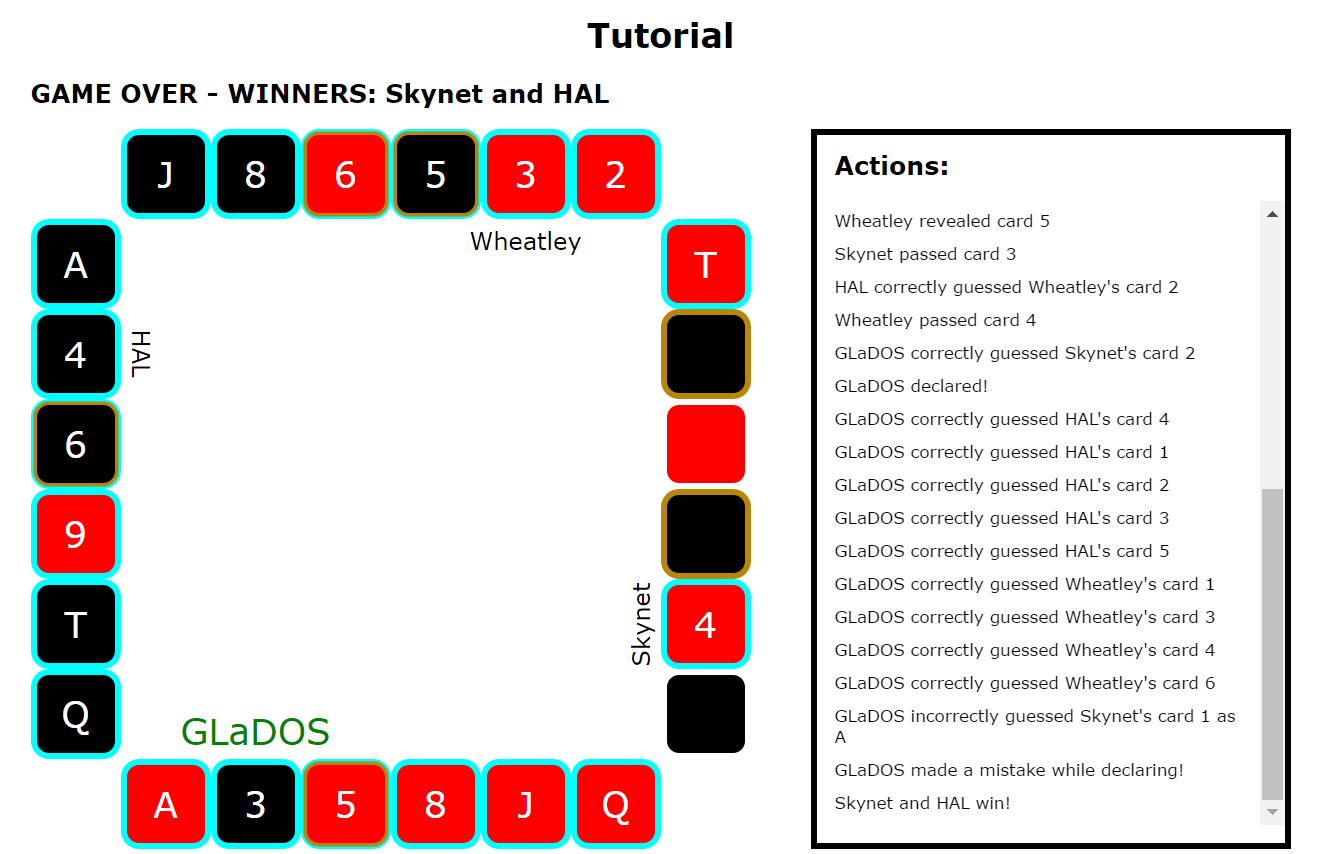 Tutorial
GAME OVER - WINNERS: Skynet and HAL
J 8 6 5 3 2
Wheatley
A
4
6
9
T
Q
HAL
T
4
Skynet
GLaDOS
A 3 5 8 J Q
Actions:
Wheatley revealed card 5
Skynet passed card 3
HAL correctly guessed Wheatley's card 2
Wheatley passed card 4
GLaDOS correctly guessed Skynet's card 2
GLaDOS declared!
GLaDOS correctly guessed HAL's card 4
GLaDOS correctly guessed HAL's card 1
GLaDOS correctly guessed HAL's card 2
GLaDOS correctly guessed HAL's card 3
GLaDOS correctly guessed HAL's card 5
GLaDOS correctly guessed Wheatley's card 1
GLaDOS correctly guessed Wheatley's card 3
GLaDOS correctly guessed Wheatley's card 4
GLaDOS correctly guessed Wheatley's card 6
GLaDOS incorrectly guessed Skynet's card 1 as
A
GLaDOS made a mistake while declaring!
Skynet and HAL win!